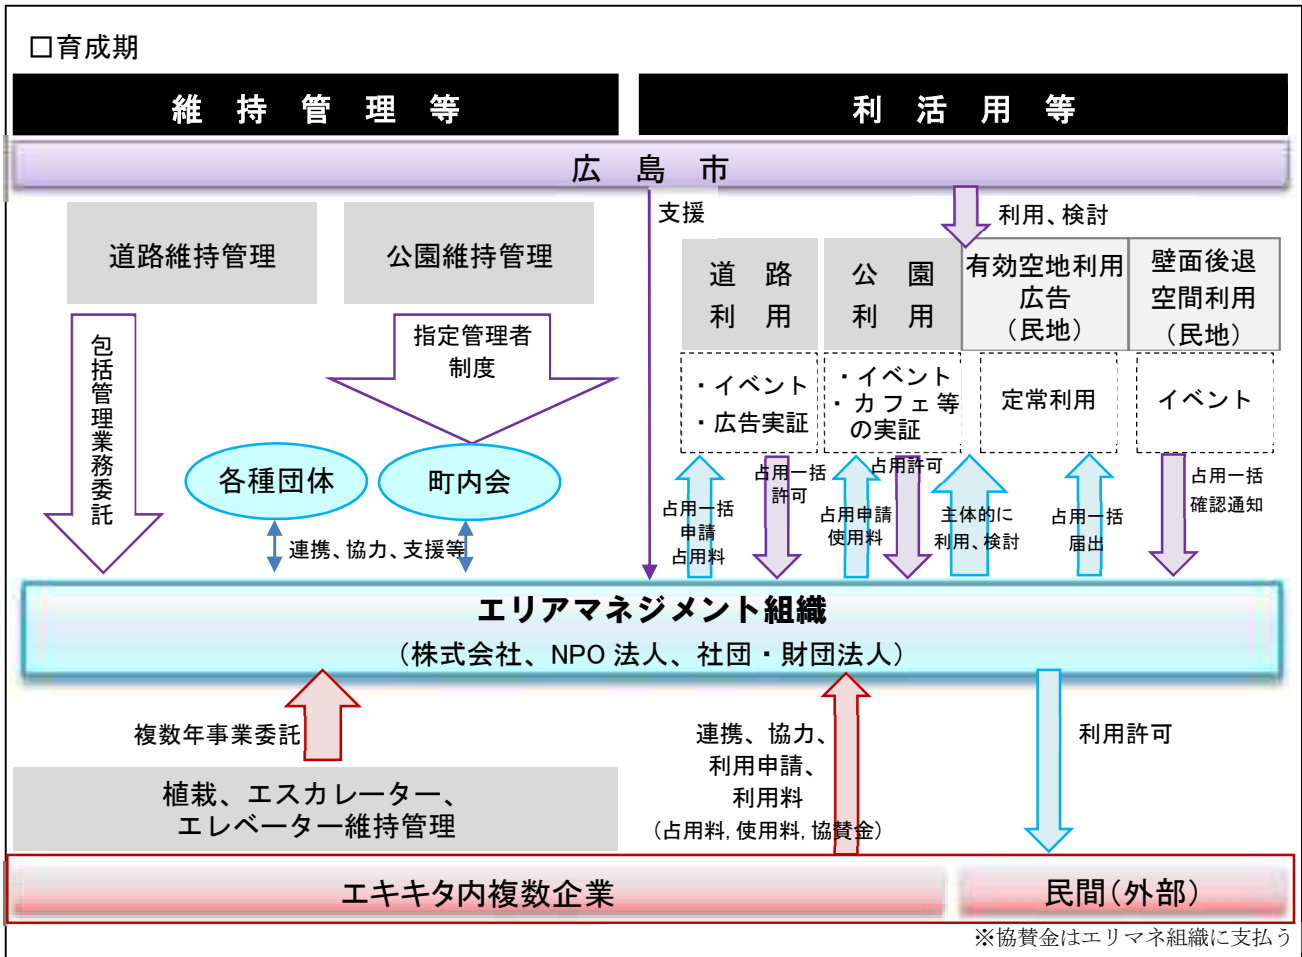 □育成期
維持管理等
利活用等
広島市
道路維持管理
公園維持管理
支援
利用、検討
道路
利用
公園
利用
有効空地利用
広告
（民地）
壁面後退
空間利用
（民地）
包括管理業務委託
指定管理者
制度
・イベント
・広告実証
・イベント
・カフェ等
の実証
定常利用
イベント
各種団体
町内会
連携、協力、支援等
占用一括
申請
占用料
占用一括
許可
占用申請
使用料
占用許可
主体的に
利用、検討
占用一括
届出
占用一括
確認通知
エリアマネジメント組織
（株式会社、NPO 法人、社団・財団法人）
複数年事業委託
植栽、エスカレーター、
エレベーター維持管理
連携、協力、
利用申請、
利用料
（占用料, 使用料, 協賛金）
利用許可
エキキタ内複数企業
民間（外部）
※協賛金はエリマネ組織に支払う